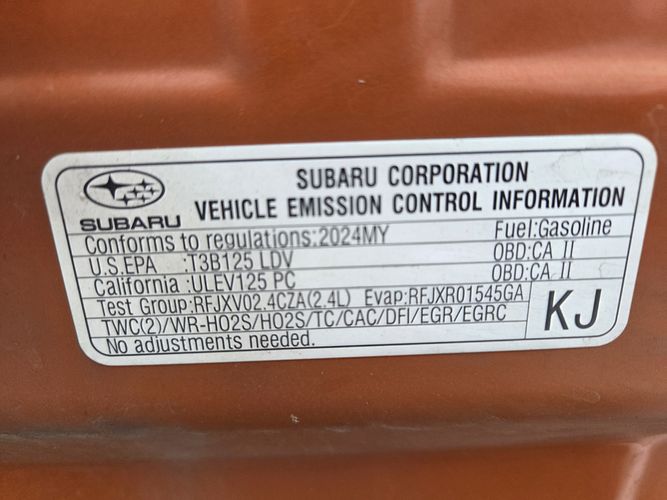 SUBARU CORPORATION
SUBARU
VEHICLE EMISSION CONTROL INFORMATION
Conforms to regulations:2024MY Fuel:Gasoline
U.S.EPA :T3B125 LDV OBD:CA II
California :ULEV125 PC OBD:CA II
Test Group:RFJXV02.4CZA(2.4L) Evap:RFJXR01545GA
TWC(2)/WR-HO2S/HO2S/TC/CAC/DFI/EGR/EGRC
No adjustments needed.
KJ